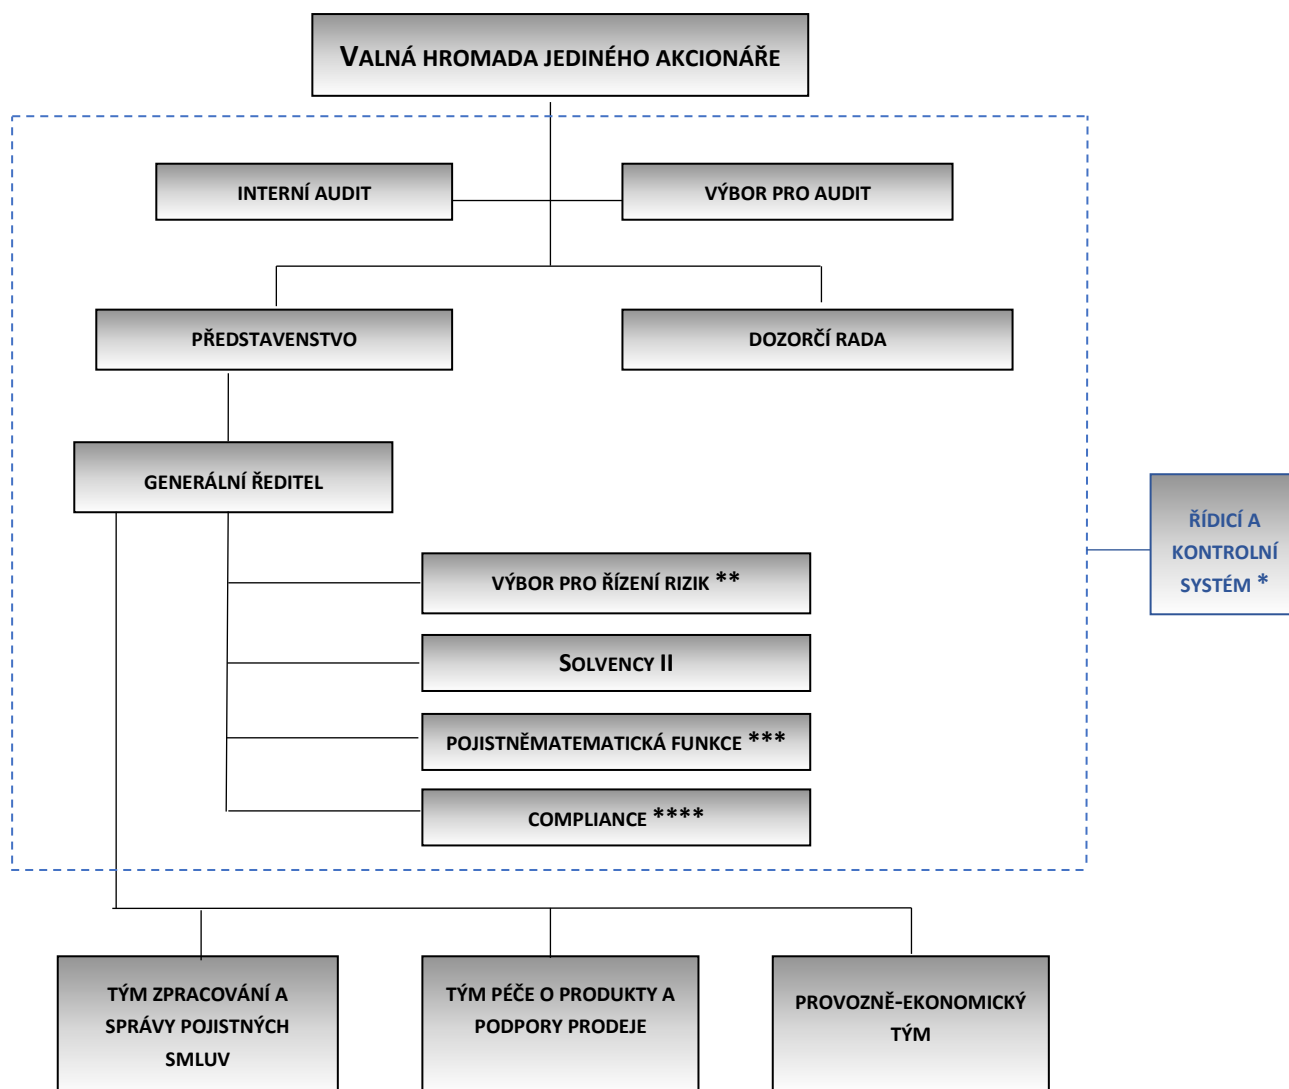 VALNÁ HROMADA JEDINÉHO AKCIONÁŘE
INTERNÍ AUDIT
VÝBOR PRO AUDIT
PŘEDSTAVENSTVO
DOZORČÍ RADA
GENERÁLNÍ ŘEDITEL
ŘÍDICÍ A
KONTROLNÍ
SYSTÉM *
VÝBOR PRO ŘÍZENÍ RIZIK **
SOLVENCY II
POJISTNĚMATEMATICKÁ FUNKCE ***
COMPLIANCE ****
TÝM ZPRACOVÁNÍ A
SPRÁVY POJISTNÝCH
SMLUV
TÝM PÉČE O PRODUKTY A
PODPORY PRODEJE
PROVOZNĚ-EKONOMICKÝ
TÝM